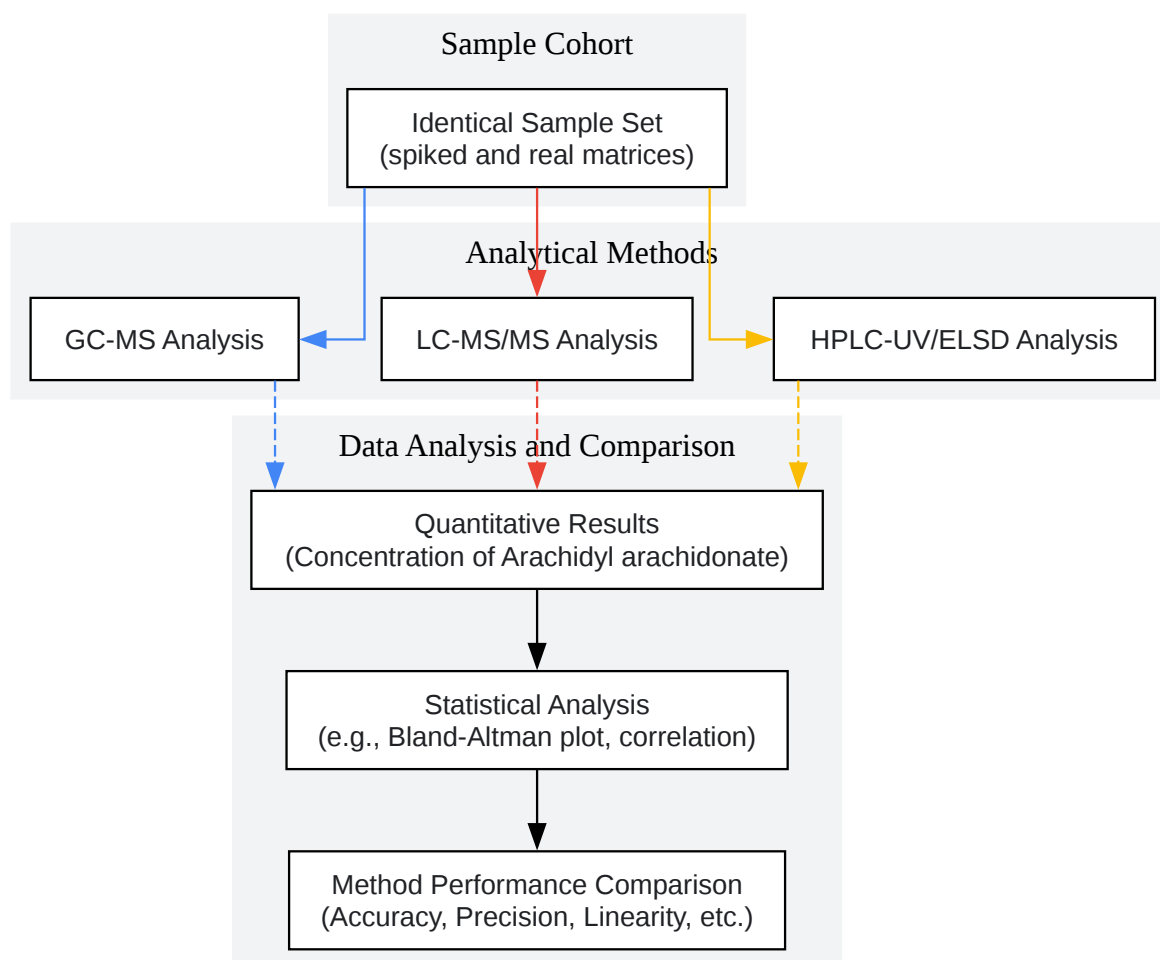 Sample Cohort
Identical Sample Set
(spiked and real matrices)
Analytical Methods
GC-MS Analysis
LC-MS/MS Analysis
HPLC-UV/ELSD Analysis
Data Analysis and Comparison
Quantitative Results
(Concentration of Arachidyl arachidonate)
Statistical Analysis
(e.g., Bland-Altman plot, correlation)
Method Performance Comparison
(Accuracy, Precision, Linearity, etc.)